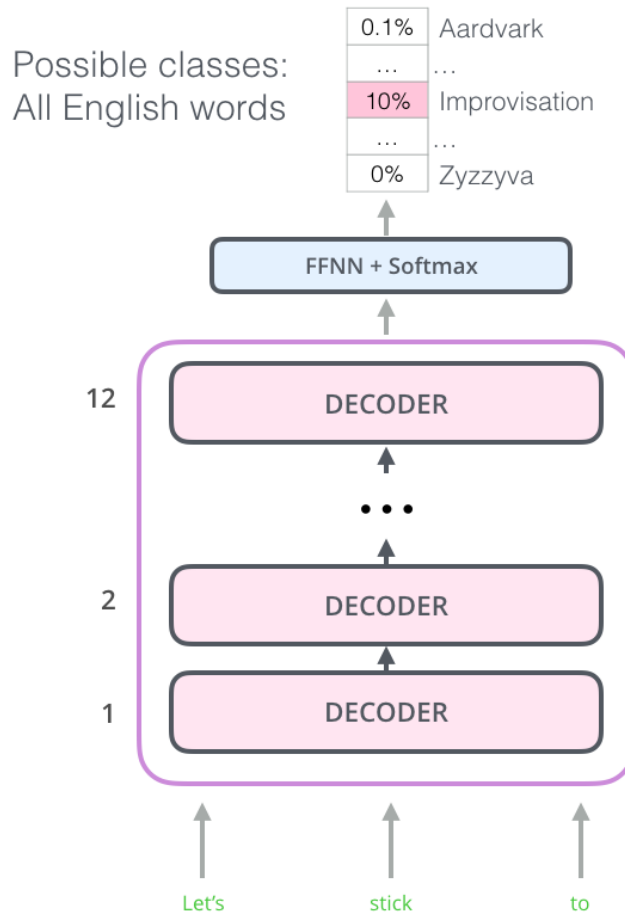 Possible classes:
All English words
0.1% Aardvark
... ...
10% Improvisation
... ...
0% Zyzzyva
FFNN + Softmax
12 DECODER
...
2 DECODER
1 DECODER
Let's stick to